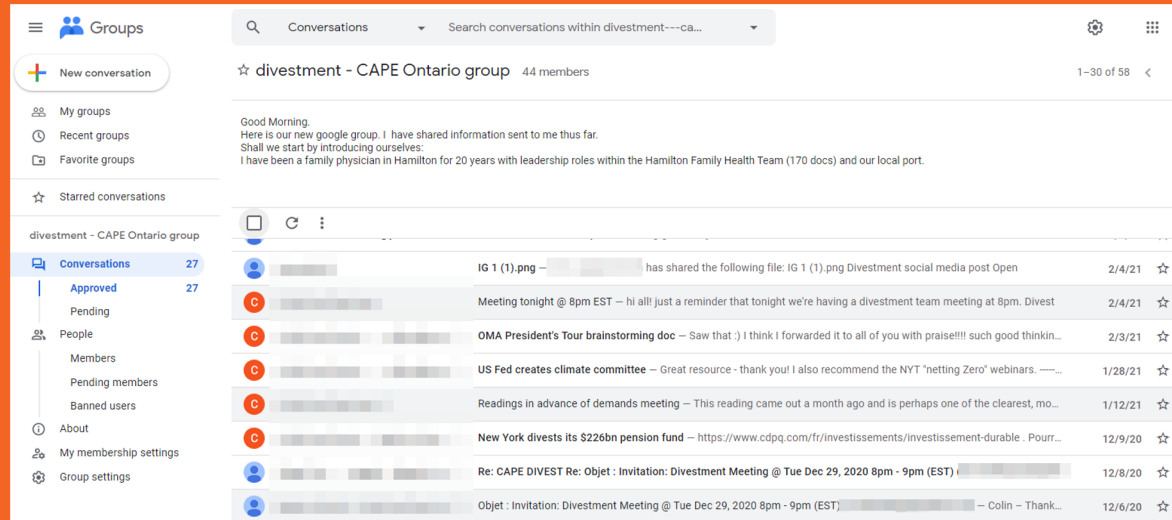 Groups
Conversations
Search conversations within divestment---ca...
New conversation
divestment - CAPE Ontario group 44 members
1–30 of 58
My groups
Recent groups
Favorite groups
Starred conversations
divestment - CAPE Ontario group
Conversations 27
Approved 27
Pending
People
Members
Pending members
Banned users
About
My membership settings
Group settings
Good Morning.
Here is our new google group. I have shared information sent to me thus far.
Shall we start by introducing ourselves:
I have been a family physician in Hamilton for 20 years with leadership roles within the Hamilton Family Health Team (170 docs) and our local port.
IG 1 (1).png – has shared the following file: IG 1 (1).png Divestment social media post Open 2/4/21
C Meeting tonight @ 8pm EST – hi all! just a reminder that tonight we're having a divestment team meeting at 8pm. Divest 2/4/21
C OMA President's Tour brainstorming doc – Saw that :) I think I forwarded it to all of you with praise!!!! such good thinkin... 2/3/21
C US Fed creates climate committee – Great resource - thank you! I also recommend the NYT "netting Zero" webinars. -----... 1/28/21
C Readings in advance of demands meeting – This reading came out a month ago and is perhaps one of the clearest, mo... 1/12/21
C New York divests its $226bn pension fund – https://www.cdpq.com/fr/investissements/investissement-durable . Pourr... 12/9/20
Re: CAPE DIVEST Re: Objet : Invitation: Divestment Meeting @ Tue Dec 29, 2020 8pm - 9pm (EST) 12/8/20
Objet : Invitation: Divestment Meeting @ Tue Dec 29, 2020 8pm - 9pm (EST) – Colin – Thank... 12/6/20